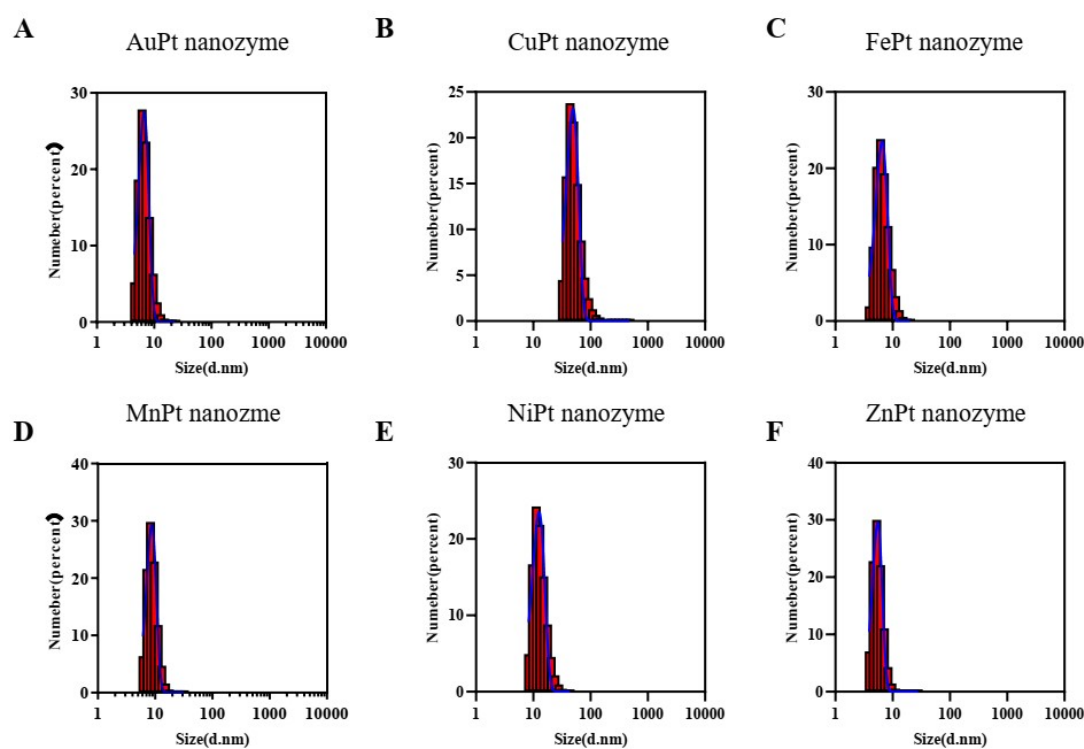 A
AuPt nanozyme
Numeber(percent)
30
20
10
0
1 10 100 1000 10000
Size(d.nm)
B
CuPt nanozyme
Numeber(percent)
25
20
15
10
5
0
1 10 100 1000 10000
Size(d.nm)
C
FePt nanozyme
Numeber(percent)
30
20
10
0
1 10 100 1000 10000
Size(d.nm)
D
MnPt nanozme
Numeber(percent)
40
30
20
10
0
1 10 100 1000 10000
Size(d.nm)
E
NiPt nanozyme
Numeber(percent)
30
20
10
0
1 10 100 1000 10000
Size(d.nm)
F
ZnPt nanozyme
Numeber(percent)
40
30
20
10
0
1 10 100 1000 10000
Size(d.nm)